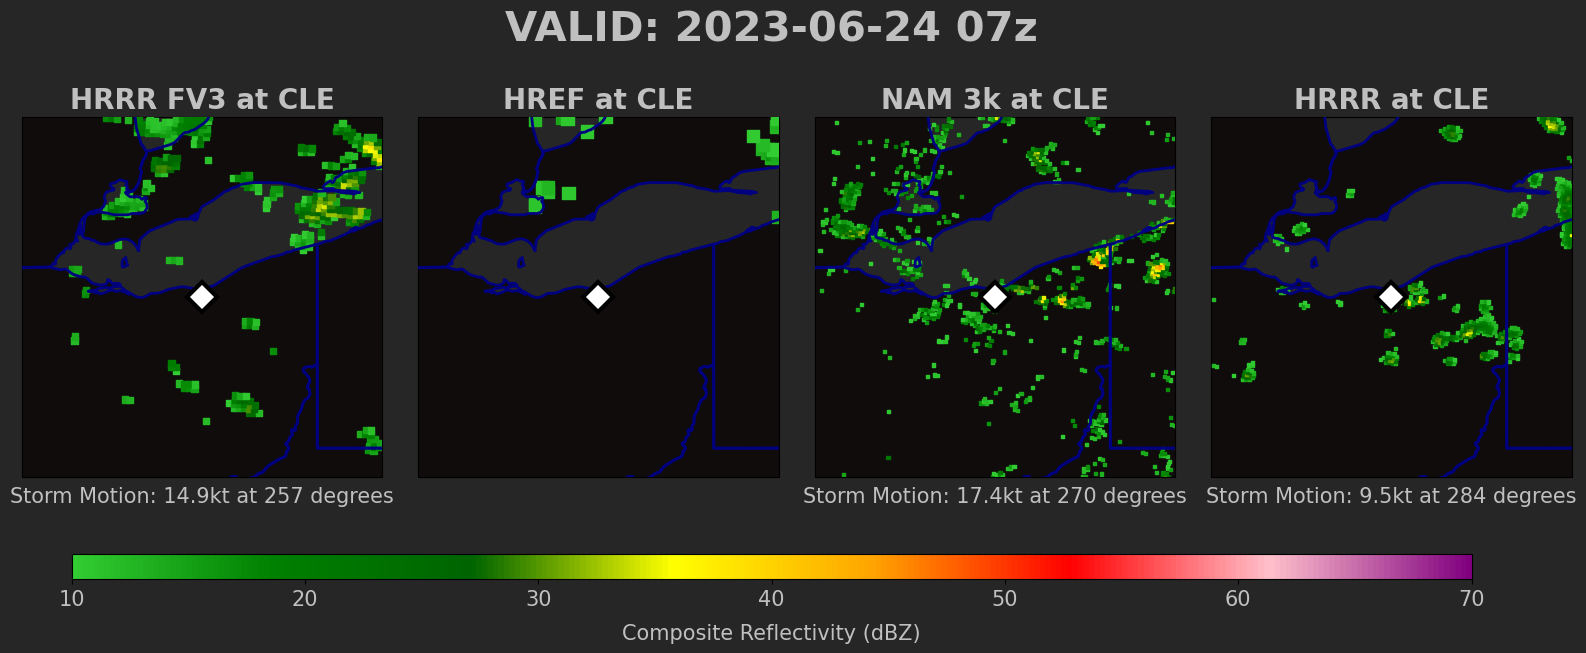 VALID: 2023-06-24 07z
HRRR FV3 at CLE
HREF at CLE
NAM 3k at CLE
HRRR at CLE
Storm Motion: 14.9kt at 257 degrees
Storm Motion: 17.4kt at 270 degrees
Storm Motion: 9.5kt at 284 degrees
10 20 30 40 50 60 70
Composite Reflectivity (dBZ)